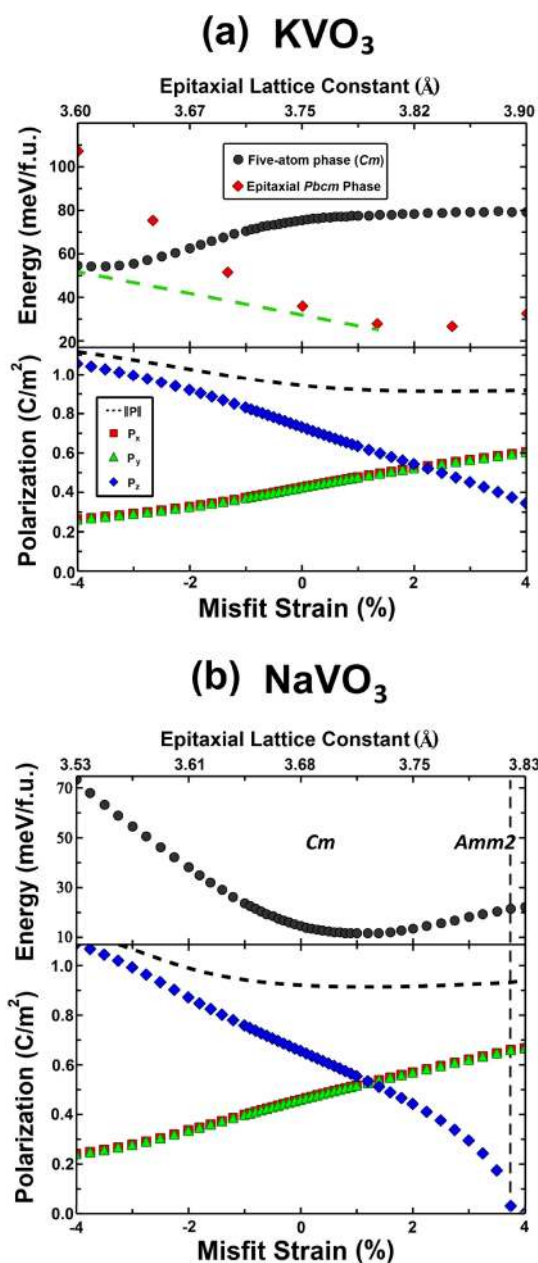 (a) KVO3
Epitaxial Lattice Constant (Å)
3.60 3.67 3.75 3.82 3.90
Energy (meV/f.u.)
100
80
60
40
20
Five-atom phase (Cm)
Epitaxial Pbcm Phase
Polarization (C/m2)
1.0
0.8
0.6
0.4
0.2
0.0
||P||
Px
Py
Pz
-4 -2 0 2 4
Misfit Strain (%)
(b) NaVO3
Epitaxial Lattice Constant (Å)
3.53 3.61 3.68 3.75 3.83
Energy (meV/f.u.)
70
50
30
10
Cm Amm2
Polarization (C/m2)
1.0
0.8
0.6
0.4
0.2
0.0
-4 -2 0 2 4
Misfit Strain (%)